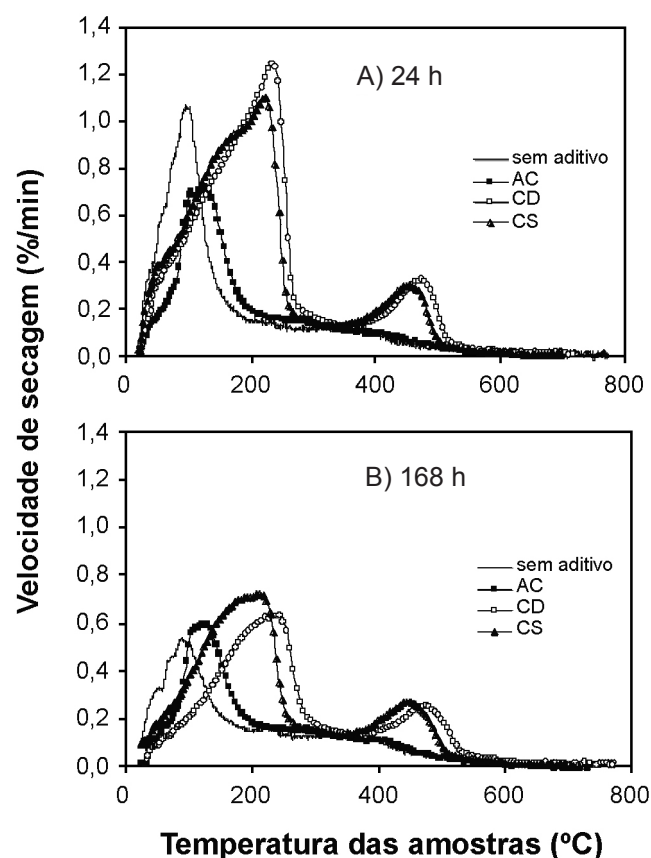 Velocidade de secagem (%/min)
1,4
1,2
1,0
0,8
0,6
0,4
0,2
0,0
A) 24 h
sem aditivo
AC
CD
CS
0
200
400
600
800
1,4
1,2
1,0
0,8
0,6
0,4
0,2
0,0
B) 168 h
sem aditivo
AC
CD
CS
0
200
400
600
800
Temperatura das amostras (ºC)